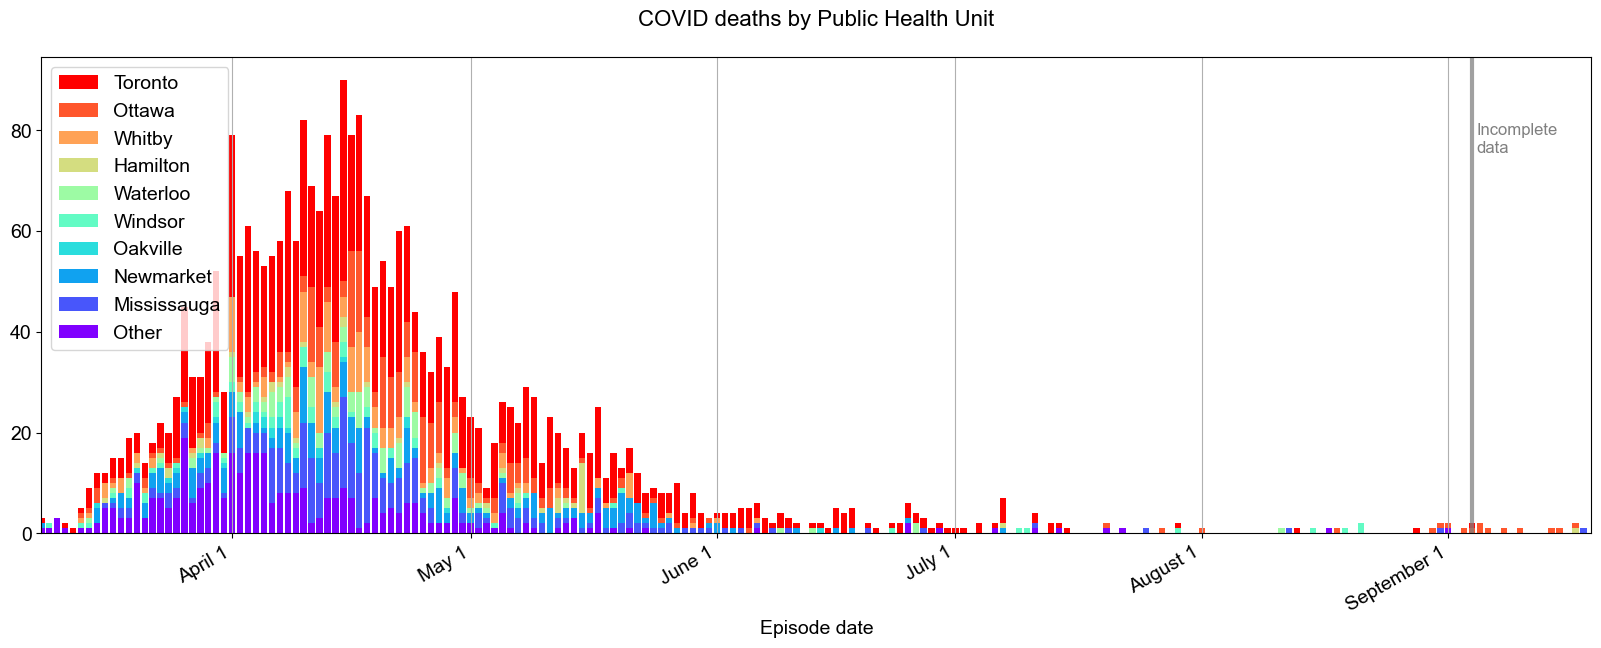 COVID deaths by Public Health Unit
Toronto
Ottawa
Whitby
Hamilton
Waterloo
Windsor
Oakville
Newmarket
Mississauga
Other
80
60
40
20
0
Incomplete
data
April 1
May 1
June 1
July 1
August 1
September 1
Episode date